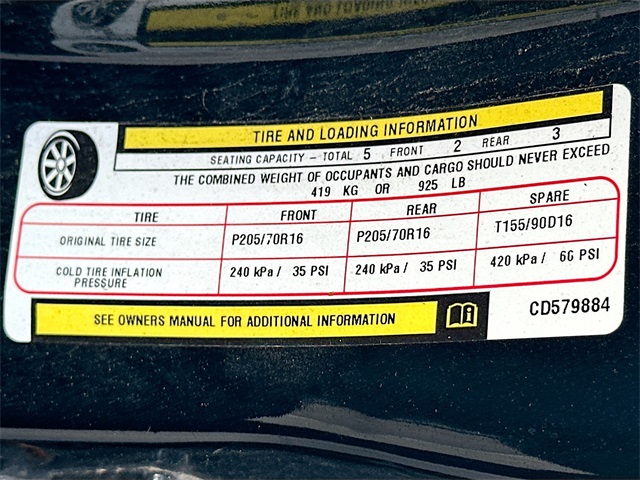 TIRE AND LOADING INFORMATION
SEATING CAPACITY – TOTAL 5 FRONT 2 REAR 3
THE COMBINED WEIGHT OF OCCUPANTS AND CARGO SHOULD NEVER EXCEED
419 KG OR 925 LB
TIRE FRONT REAR SPARE
ORIGINAL TIRE SIZE P205/70R16 P205/70R16 T155/90D16
COLD TIRE INFLATION PRESSURE 240 kPa / 35 PSI 240 kPa / 35 PSI 420 kPa / 60 PSI
SEE OWNERS MANUAL FOR ADDITIONAL INFORMATION
CD579884